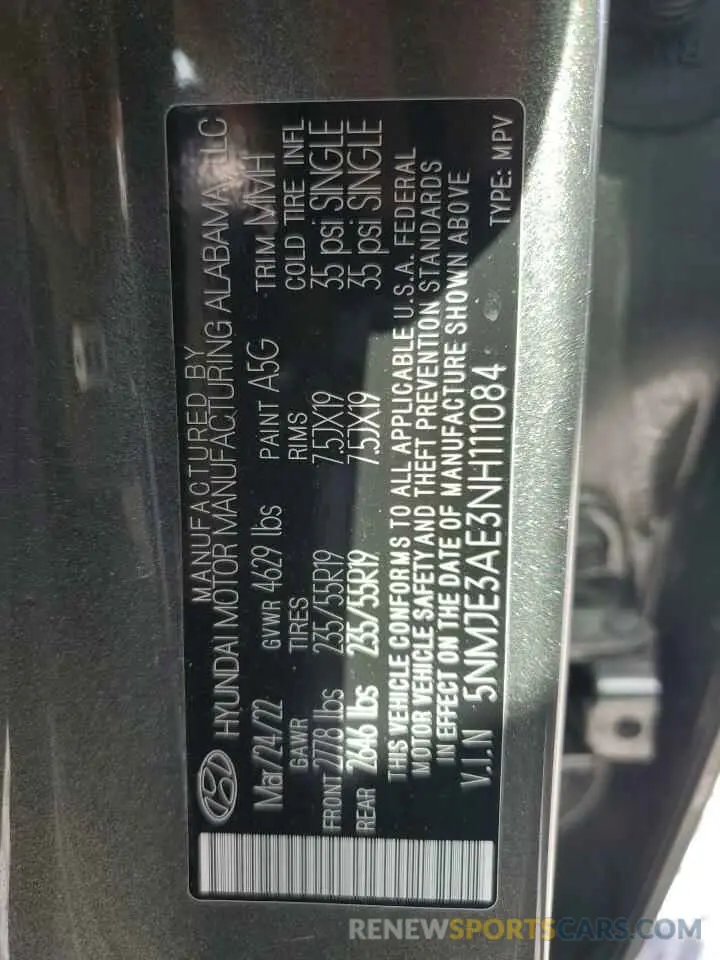 MANUFACTURED BY
HYUNDAI MOTOR MANUFACTURING ALABAMA, LLC
Mar/24/22 GVWR 4629 lbs PAINT A5G TRIM MMH
GAWR TIRES RIMS COLD TIRE INFL
FRONT 2778 lbs 235/55R19 7.5JX19 35 psi SINGLE
REAR 2646 lbs 235/55R19 7.5JX19 35 psi SINGLE
THIS VEHICLE CONFORMS TO ALL APPLICABLE U.S.A. FEDERAL
MOTOR VEHICLE SAFETY AND THEFT PREVENTION STANDARDS
IN EFFECT ON THE DATE OF MANUFACTURE SHOWN ABOVE
V.I.N 5NMJE3AE3NH111084 TYPE: MPV
RENEWSPORTSCARS.COM